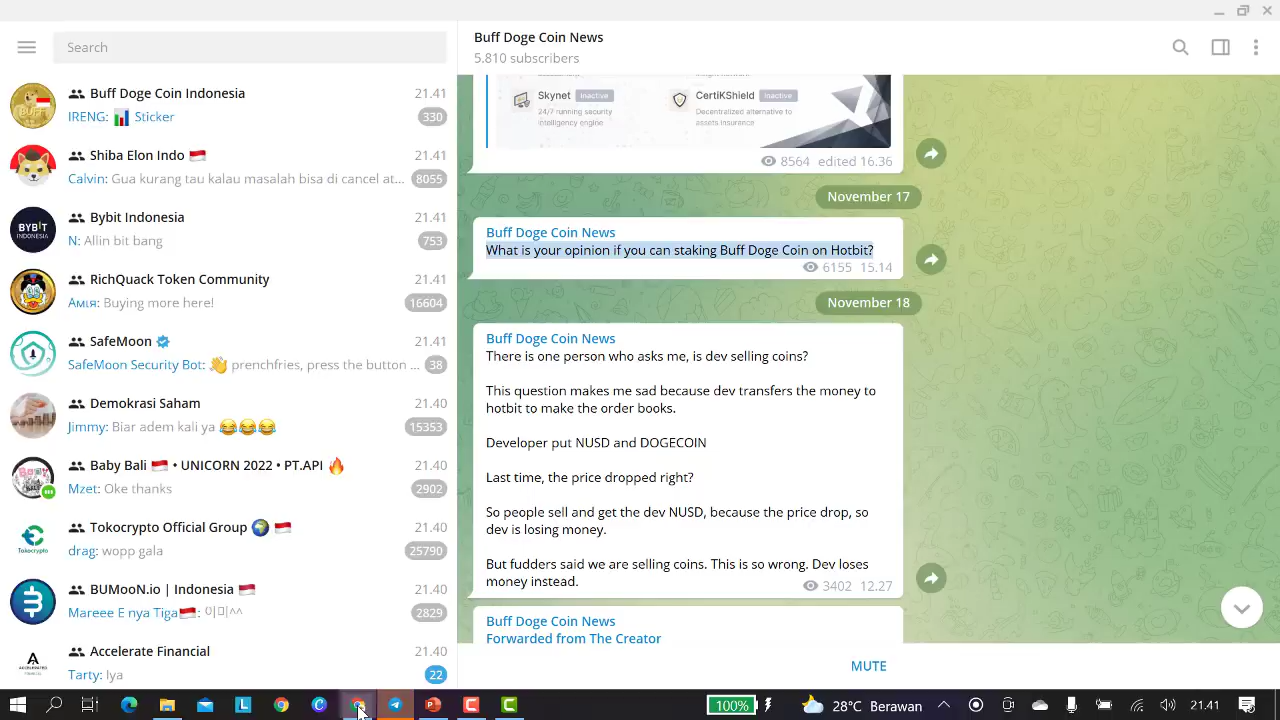 Search
Buff Doge Coin Indonesia
21.41
IRENG: 📊 Sticker
330
Shiba Elon Indo 🇮🇩
21.41
Calvin: Gua kurang tau kalau masalah bisa di cancel at...
8055
Bybit Indonesia
21.41
N: Allin bit bang
753
RichQuack Token Community
21.41
Амія: Buying more here!
16604
SafeMoon
21.41
SafeMoon Security Bot: 👋 prenchfries, press the button ...
38
Demokrasi Saham
21.40
Jimmy: Biar adem kali ya 😂😂😂
15353
Baby Bali 🇮🇩 • UNICORN 2022 • PT.API 🔥
21.40
Mzet: Oke thanks
2902
Tokocrypto Official Group 🌍 🇮🇩
21.40
drag: wopp gala
25790
BUMooN.io | Indonesia 🇮🇩
21.40
Mareee E nya Tiga🇮🇩: 이미^^
2829
Accelerate Financial
21.40
Tarty: Iya
22
BYBIT
INDONESIA
Tokocrypto
Buff Doge Coin News
5.810 subscribers
Skynet Inactive
24/7 running security
intelligence engine
CertiKShield Inactive
Decentralized alternative to
assets insurance
8564 edited 16.36
November 17
Buff Doge Coin News
What is your opinion if you can staking Buff Doge Coin on Hotbit?
6155 15.14
November 18
Buff Doge Coin News
There is one person who asks me, is dev selling coins?
This question makes me sad because dev transfers the money to
hotbit to make the order books.
Developer put NUSD and DOGECOIN
Last time, the price dropped right?
So people sell and get the dev NUSD, because the price drop, so
dev is losing money.
But fudders said we are selling coins. This is so wrong. Dev loses
money instead.
3402 12.27
Buff Doge Coin News
Forwarded from The Creator
MUTE
100%
28°C Berawan
21.41